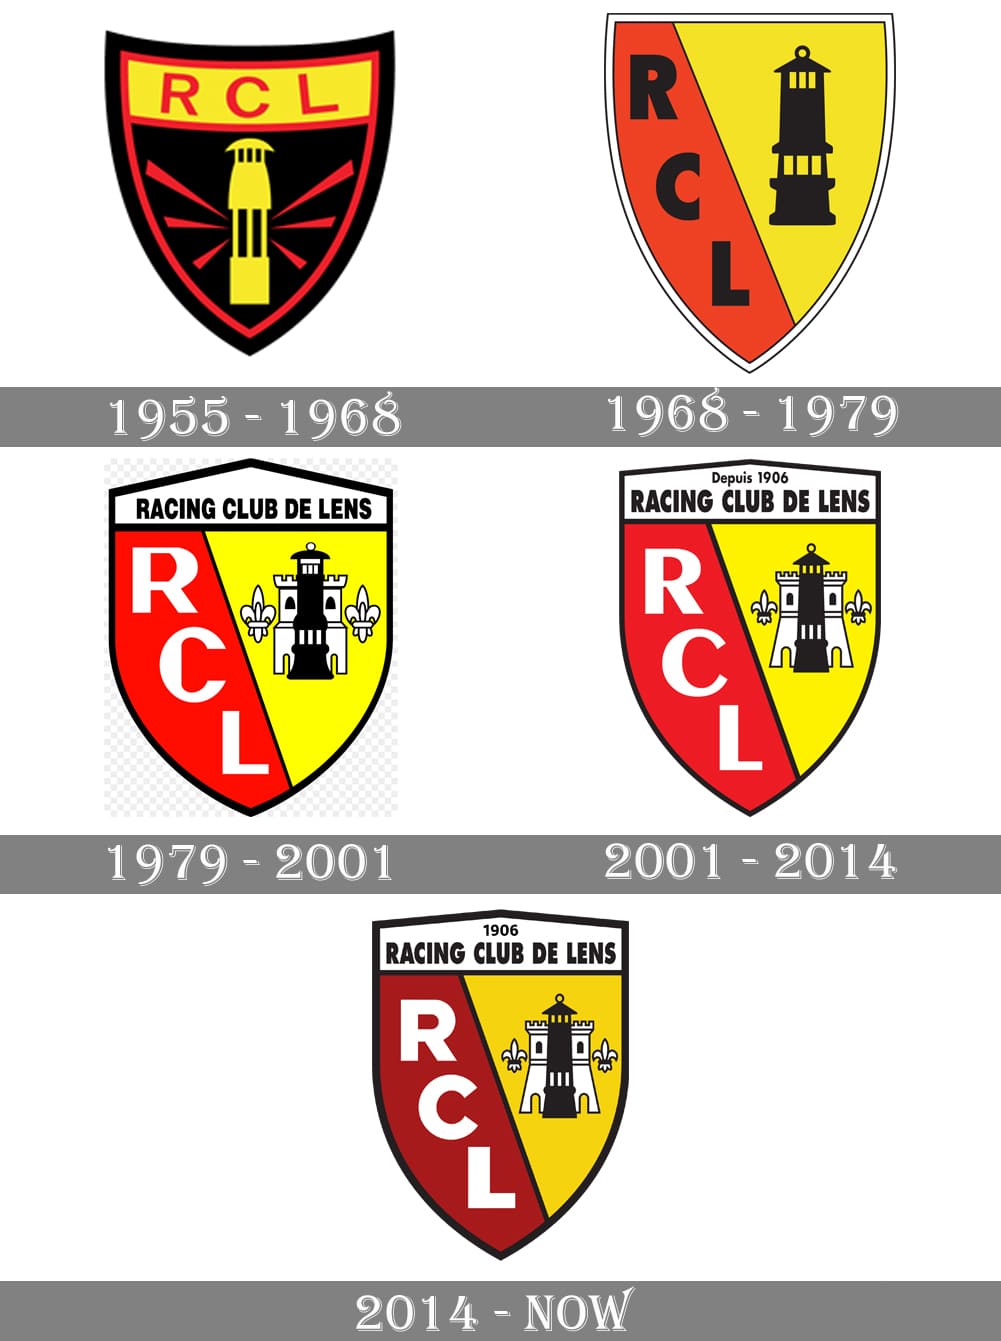 RCL
R
C
L
1955 - 1968
1968 - 1979
RACING CLUB DE LENS
R
C
L
Depuis 1906
RACING CLUB DE LENS
R
C
L
1979 - 2001
2001 - 2014
1906
RACING CLUB DE LENS
R
C
L
2014 - NOW